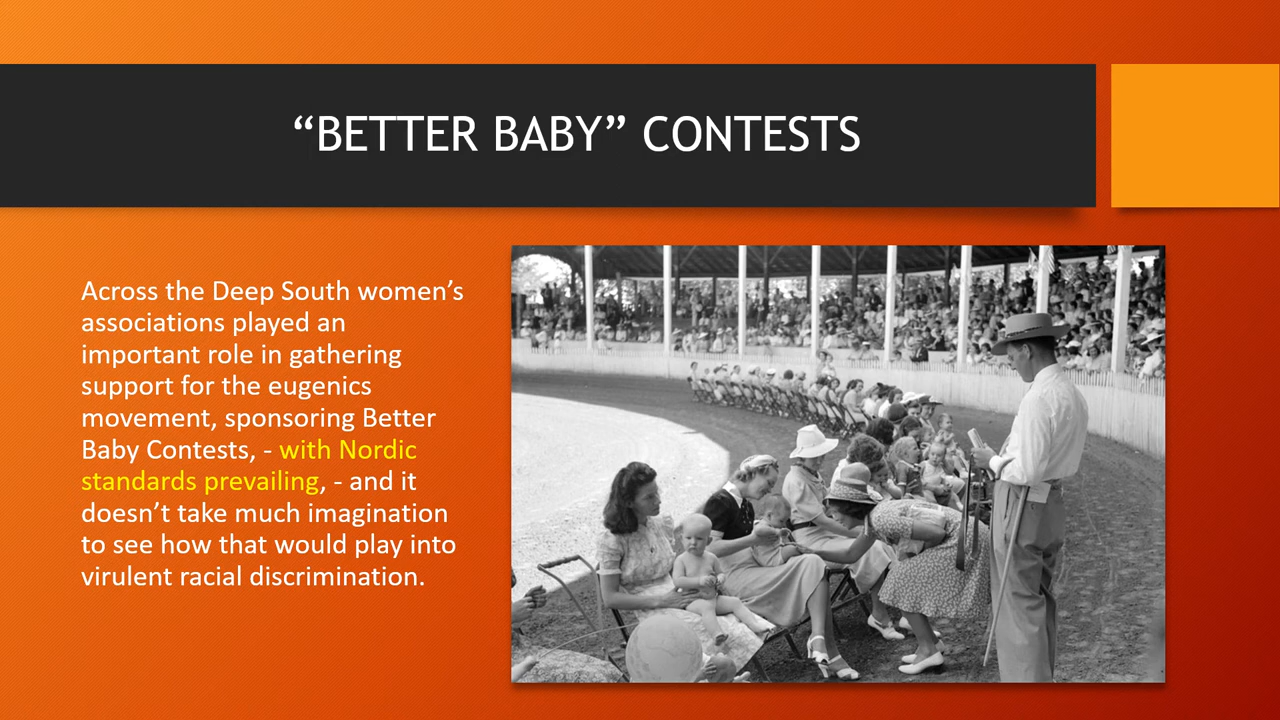 “BETTER BABY” CONTESTS
Across the Deep South women’s
associations played an
important role in gathering
support for the eugenics
movement, sponsoring Better
Baby Contests, - with Nordic
standards prevailing, - and it
doesn’t take much imagination
to see how that would play into
virulent racial discrimination.